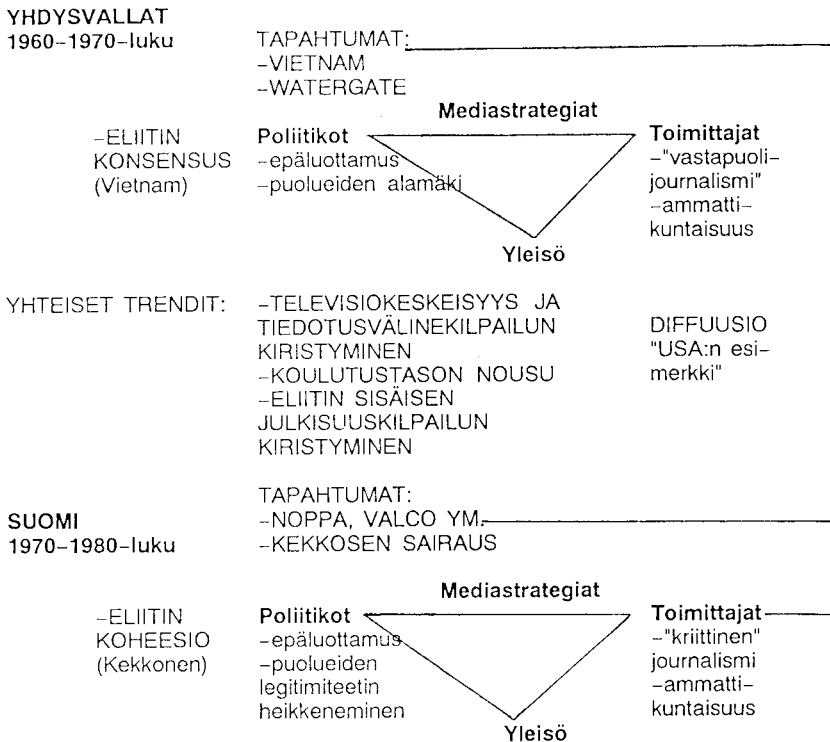 YHDYSVALLAT
1960–1970–luku
TAPAHTUMAT:
–VIETNAM
–WATERGATE
Mediastrategiat
–ELIITIN
KONSENSUS
(Vietnam)
Poliitikot
–epäluottamus
–puolueiden alamäki
Toimittajat
–"vastapuoli–
journalismi"
–ammatti–
kuntaisuus
Yleisö
YHTEISET TRENDIT:
–TELEVISIOKESKEISYYS JA
TIEDOTUSVÄLINEKILPAILUN
KIRISTYMINEN
–KOULUTUSTASON NOUSU
–ELIITIN SISÄISEN
JULKISUUSKILPAILUN
KIRISTYMINEN
DIFFUUSIO
"USA:n esi–
merkki"
SUOMI
1970–1980–luku
TAPAHTUMAT:
–NOPPA, VALCO YM.
–KEKKOSEN SAIRAUS
Mediastrategiat
–ELIITIN
KOHEESIO
(Kekkonen)
Poliitikot
–epäluottamus
–puolueiden
legitimiteetin
heikkeneminen
Toimittajat
–"kriittinen"
journalismi
–ammatti–
kuntaisuus
Yleisö